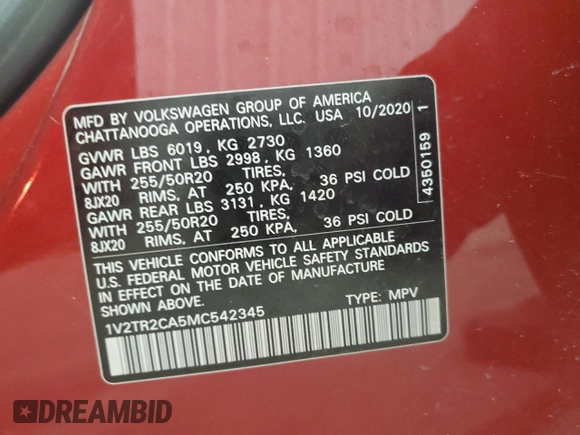 MFD BY VOLKSWAGEN GROUP OF AMERICA
CHATTANOOGA OPERATIONS, LLC. USA 10/2020
GVWR LBS 6019, KG 2730
GAWR FRONT LBS 2998, KG 1360
WITH 255/50R20 TIRES,
8JX20 RIMS, AT 250 KPA, 36 PSI COLD
GAWR REAR LBS 3131, KG 1420
WITH 255/50R20 TIRES,
8JX20 RIMS, AT 250 KPA, 36 PSI COLD
THIS VEHICLE CONFORMS TO ALL APPLICABLE
U.S. FEDERAL MOTOR VEHICLE SAFETY STANDARDS
IN EFFECT ON THE DATE OF MANUFACTURE
SHOWN ABOVE
1V2TR2CA5MC542345 TYPE: MPV
4350159 1
DREAMBID